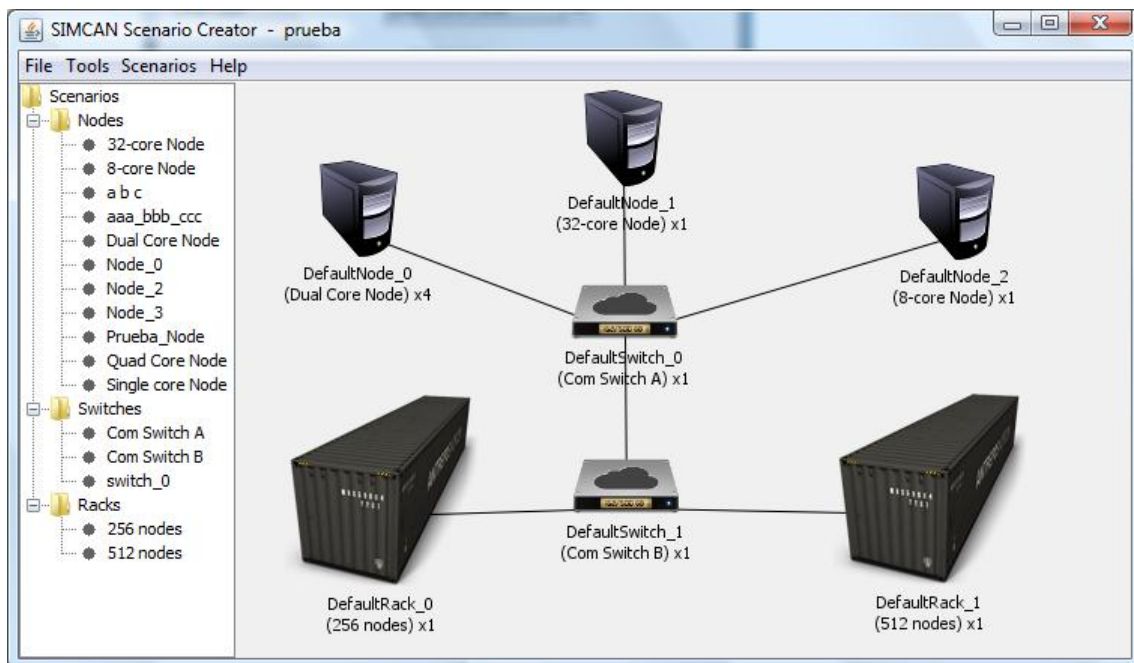 SIMCAN Scenario Creator - prueba
File Tools Scenarios Help
Scenarios
Nodes
32-core Node
8-core Node
a b c
aaa_bbb_ccc
Dual Core Node
Node_0
Node_2
Node_3
Prueba_Node
Quad Core Node
Single core Node
Switches
Com Switch A
Com Switch B
switch_0
Racks
256 nodes
512 nodes
DefaultNode_1
(32-core Node) x1
DefaultNode_0
(Dual Core Node) x4
DefaultNode_2
(8-core Node) x1
DefaultSwitch_0
(Com Switch A) x1
DefaultSwitch_1
(Com Switch B) x1
DefaultRack_0
(256 nodes) x1
DefaultRack_1
(512 nodes) x1